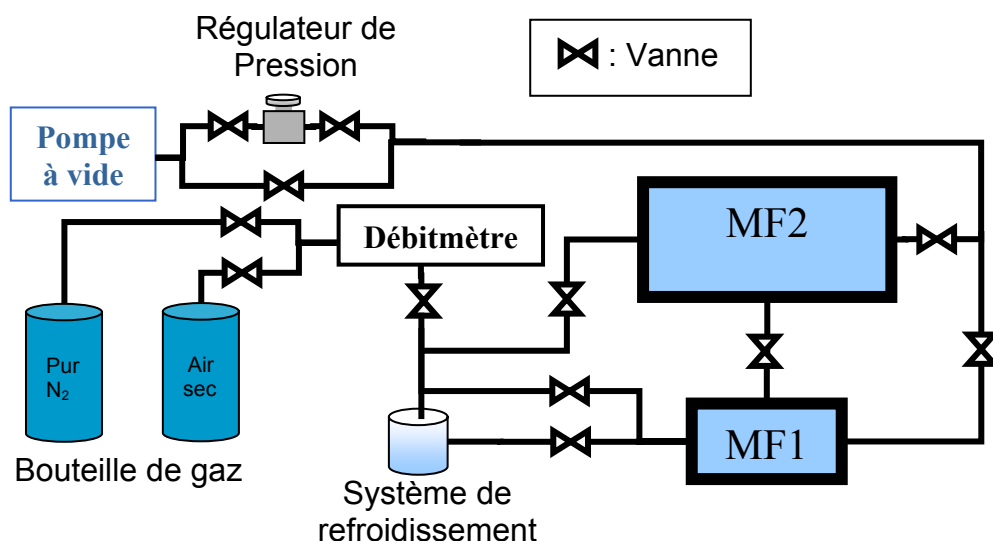 Régulateur de
Pression
: Vanne
Pompe
à vide
MF2
Débitmètre
Pur
N₂
Air
sec
MF1
Bouteille de gaz
Système de
refroidissement